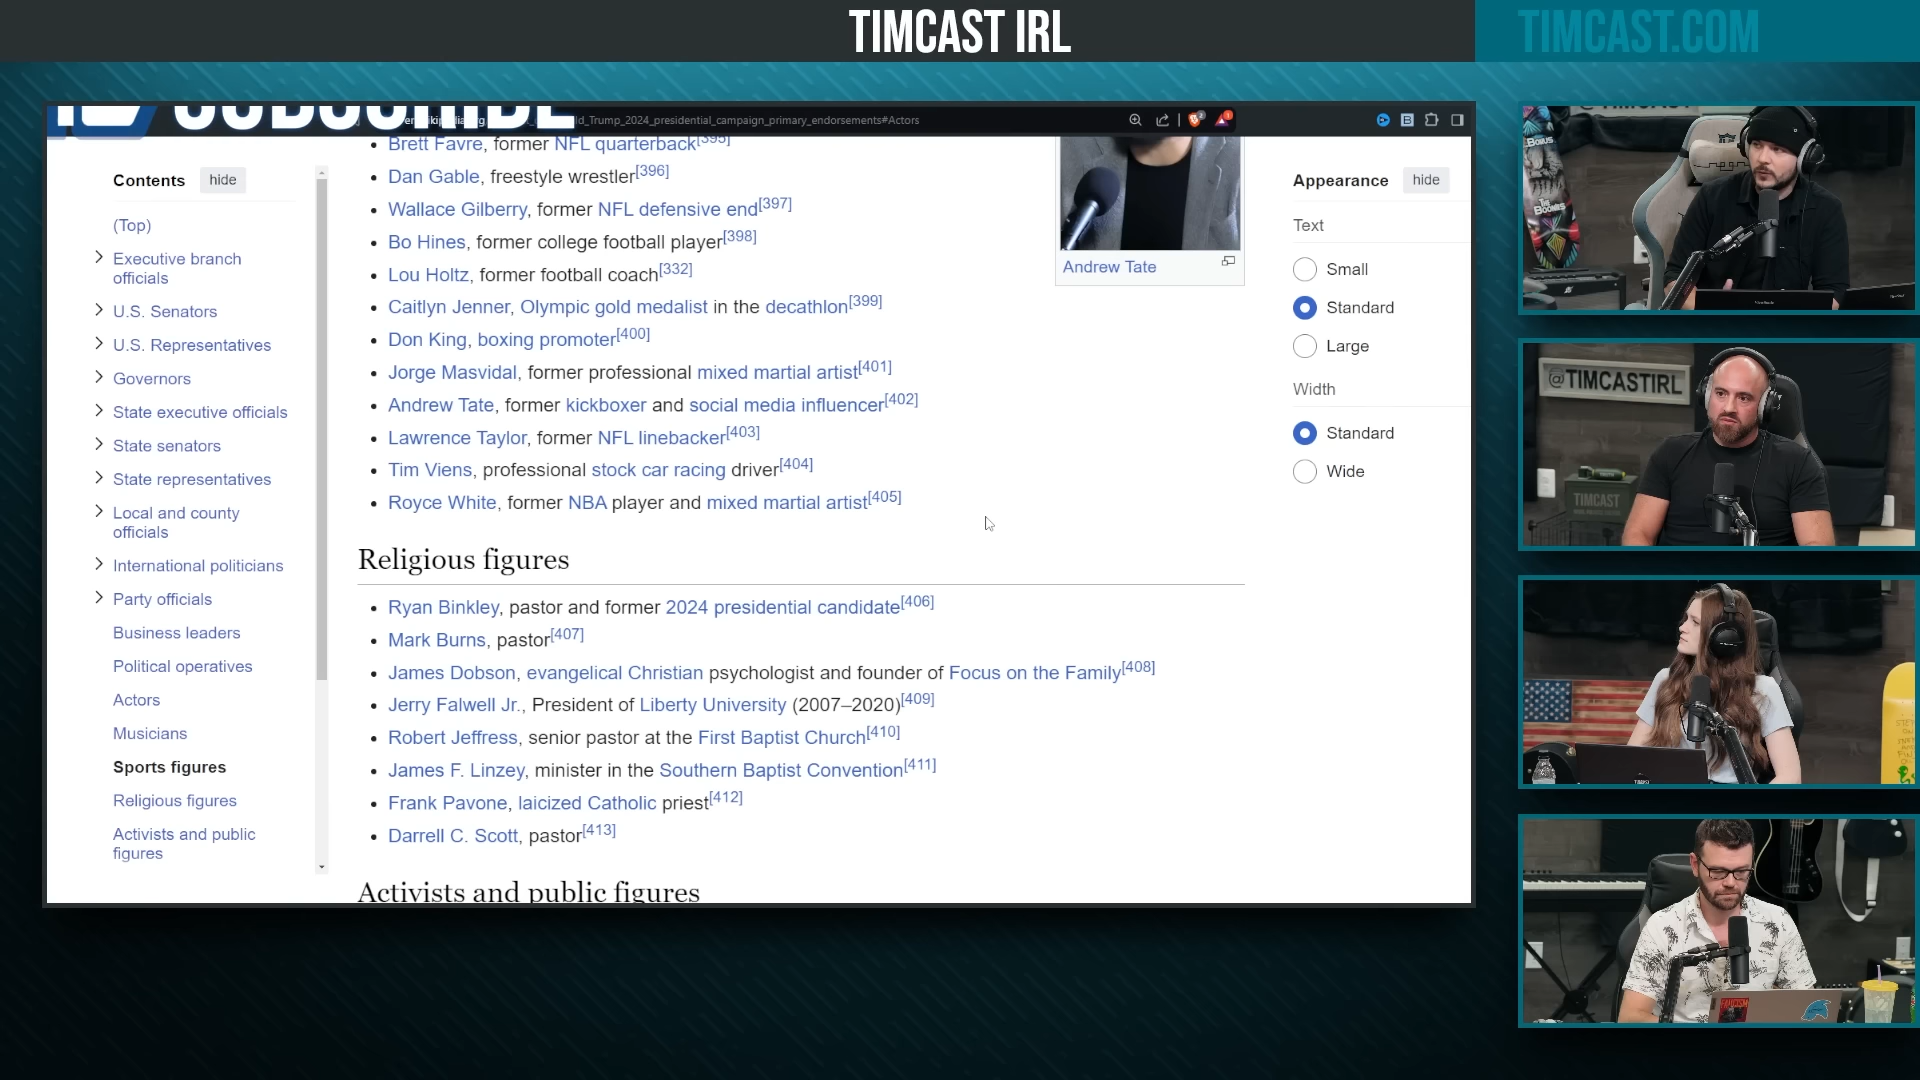 TIMCAST IRL
TIMCAST.COM
SUBSCRIBE
ld_Trump_2024_presidential_campaign_primary_endorsements#Actors
Contents hide
(Top)
Executive branch
officials
U.S. Senators
U.S. Representatives
Governors
State executive officials
State senators
State representatives
Local and county
officials
International politicians
Party officials
Business leaders
Political operatives
Actors
Musicians
Sports figures
Religious figures
Activists and public
figures
Brett Favre, former NFL quarterback[395]
Dan Gable, freestyle wrestler[396]
Wallace Gilberry, former NFL defensive end[397]
Bo Hines, former college football player[398]
Lou Holtz, former football coach[332]
Caitlyn Jenner, Olympic gold medalist in the decathlon[399]
Don King, boxing promoter[400]
Jorge Masvidal, former professional mixed martial artist[401]
Andrew Tate, former kickboxer and social media influencer[402]
Lawrence Taylor, former NFL linebacker[403]
Tim Viens, professional stock car racing driver[404]
Royce White, former NBA player and mixed martial artist[405]
Religious figures
Ryan Binkley, pastor and former 2024 presidential candidate[406]
Mark Burns, pastor[407]
James Dobson, evangelical Christian psychologist and founder of Focus on the Family[408]
Jerry Falwell Jr., President of Liberty University (2007–2020)[409]
Robert Jeffress, senior pastor at the First Baptist Church[410]
James F. Linzey, minister in the Southern Baptist Convention[411]
Frank Pavone, laicized Catholic priest[412]
Darrell C. Scott, pastor[413]
Activists and public figures
Andrew Tate
Appearance hide
Text
Small
Standard
Large
Width
Standard
Wide
@TIMCAST
BONUS
THE
BOONIES
@TIMCASTIRL
TIMCAST